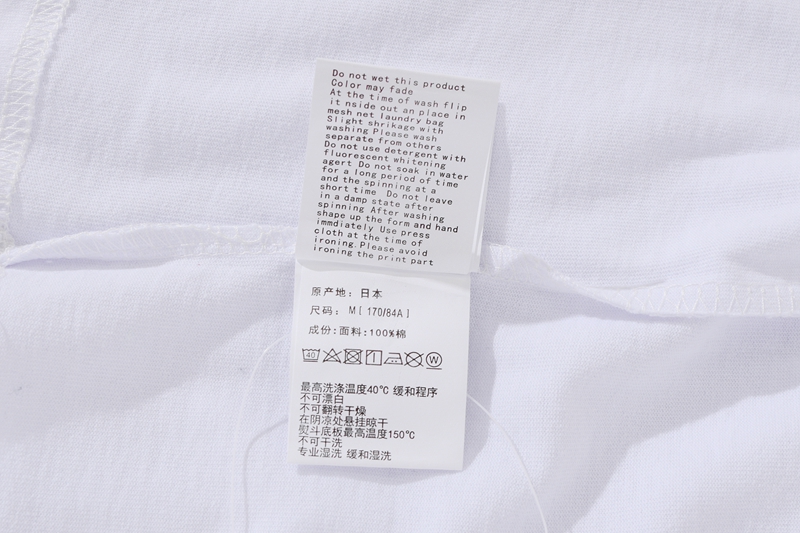 Do not wet this product
Color may fade
At the time of wash flip
it nside out an place in
mesh net laundry bag
Slight shrikage with
washing Please wash
separate from others
Do not use detergent with
fluorescent whitening
agert Do not soak in water
for a long period of time
and the spinning at a
short time Do not leave
in a damp state after
spinning After washing
shape up the form and hand
immdiately Use press
cloth at the time of
ironing.Please avoid
ironing the print part
原产地：日本
尺码：M[170/84A]
成份：面料：100%棉
40 W
最高洗涤温度40℃ 缓和程序
不可漂白
不可翻转干燥
在阴凉处悬挂晾干
熨斗底板最高温度150℃
不可干洗
专业湿洗 缓和湿洗